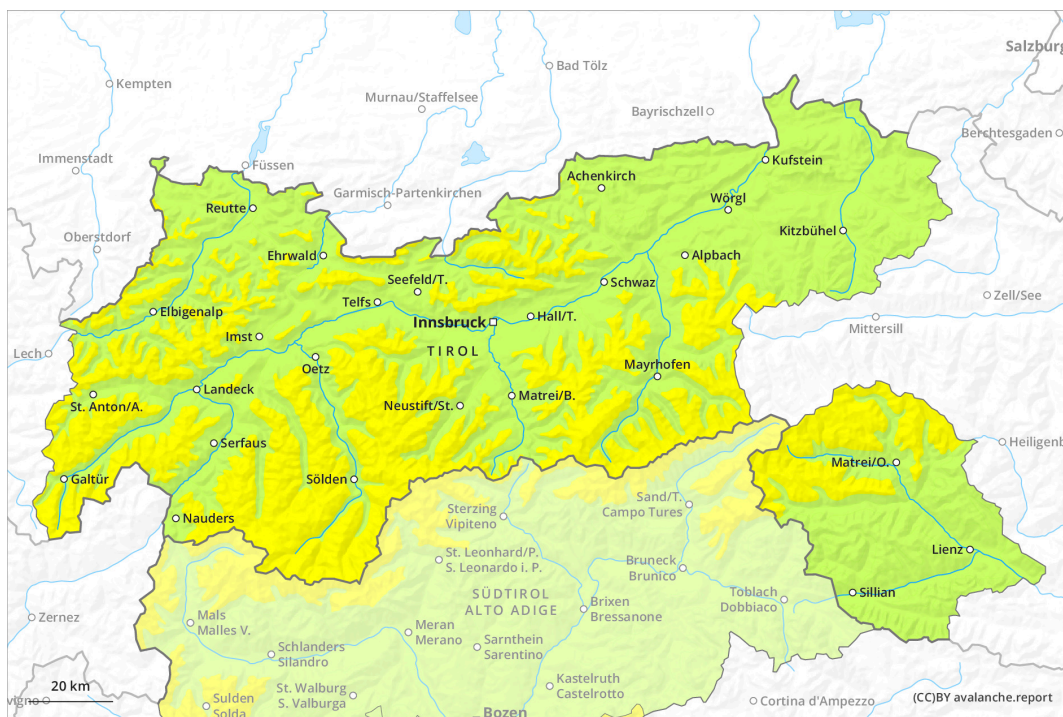 Salzburg
Kempten
Bad Tölz
Murnau/Staffelsee
Bayrischzell
Berchtesgaden
Immenstadt
Füssen
Kufstein
Achenkirch
Garmisch-Partenkirchen
Wörgl
Reutte
Oberstdorf
Kitzbühel
Ehrwald
Alpbach
Seefeld/T.
Schwaz
Zell/See
Telfs
Elbigenalp
Innsbruck
Hall/T.
Mittersill
Imst
Lech
TIROL
Oetz
Mayrhofen
Landeck
St. Anton/A.
Neustift/St.
Matrei/B.
Serfaus
Heiligenb
Matrei/O.
Galtür
Sölden
Sand/T.
Campo Tures
Sterzing
Vipiteno
Nauders
Lienz
St. Leonhard/P.
S. Leonardo i. P.
Bruneck
Brunico
Sillian
SÜDTIROL
ALTO ADIGE
Toblach
Dobbiaco
Brixen
Bressanone
Zernez
Mals
Malles V.
Meran
Merano
Sarnthein
Sarentino
Schlanders
Silandro
20 km
St. Walburg
S. Valburga
Kastelruth
Castelrotto
vigno
Sulden
Solda
Cortina d'Ampezzo
(CC)BY avalanche.report
Bozen